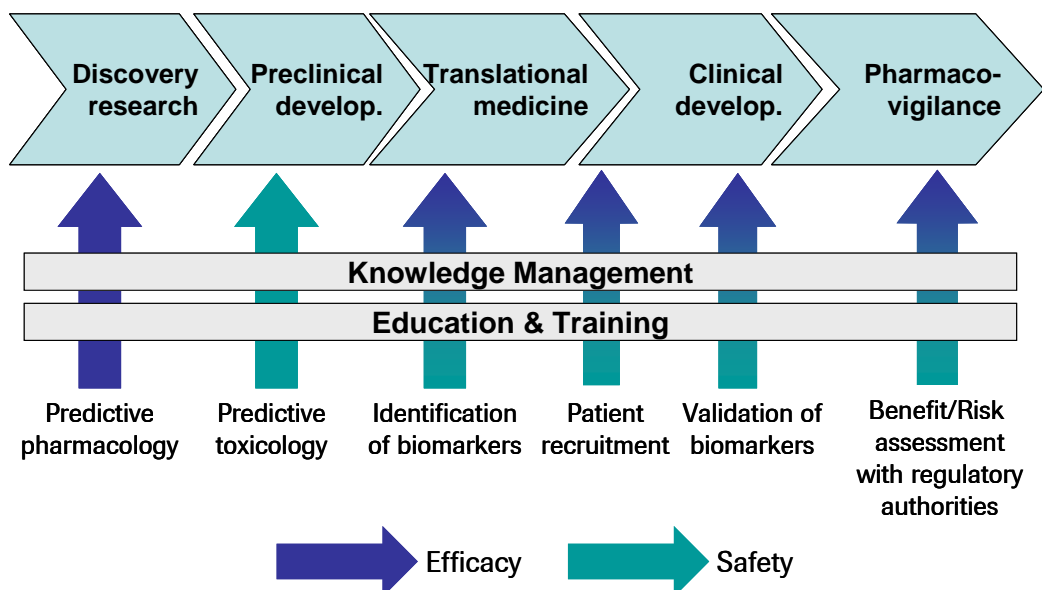 Discovery
research
Preclinical
develop.
Translational
medicine
Clinical
develop.
Pharmaco-
vigilance
Knowledge Management
Education & Training
Predictive
pharmacology
Predictive
toxicology
Identification
of biomarkers
Patient
recruitment
Validation of
biomarkers
Benefit/Risk
assessment
with regulatory
authorities
Efficacy
Safety